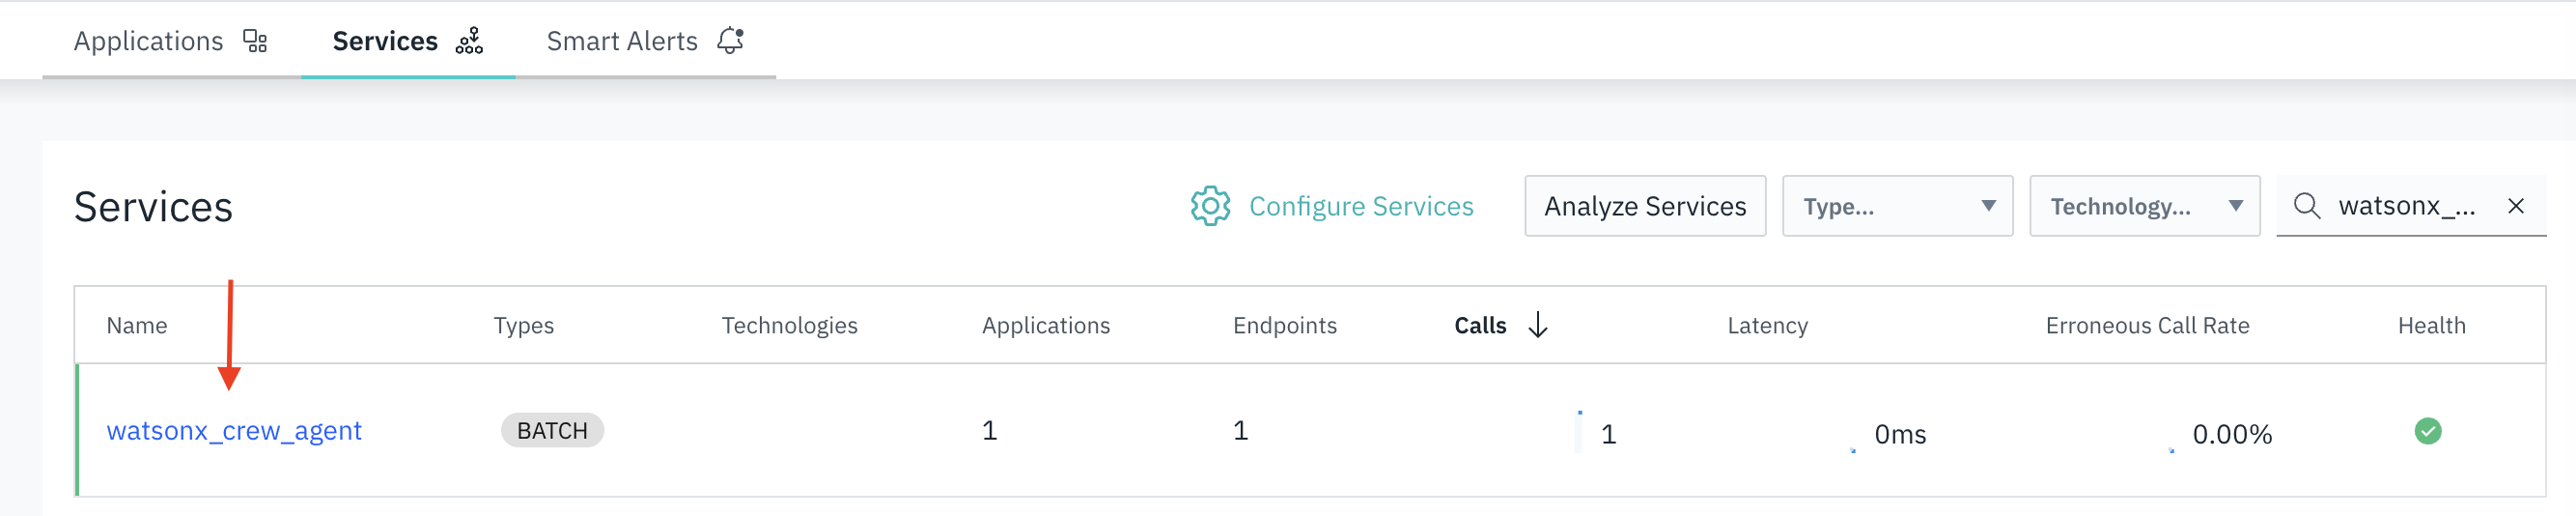 Applications Services Smart Alerts
Services Configure Services Analyze Services Type... Technology... watsonx_...
Name Types Technologies Applications Endpoints Calls Latency Erroneous Call Rate Health
watsonx_crew_agent BATCH 1 1 1 0ms 0.00%